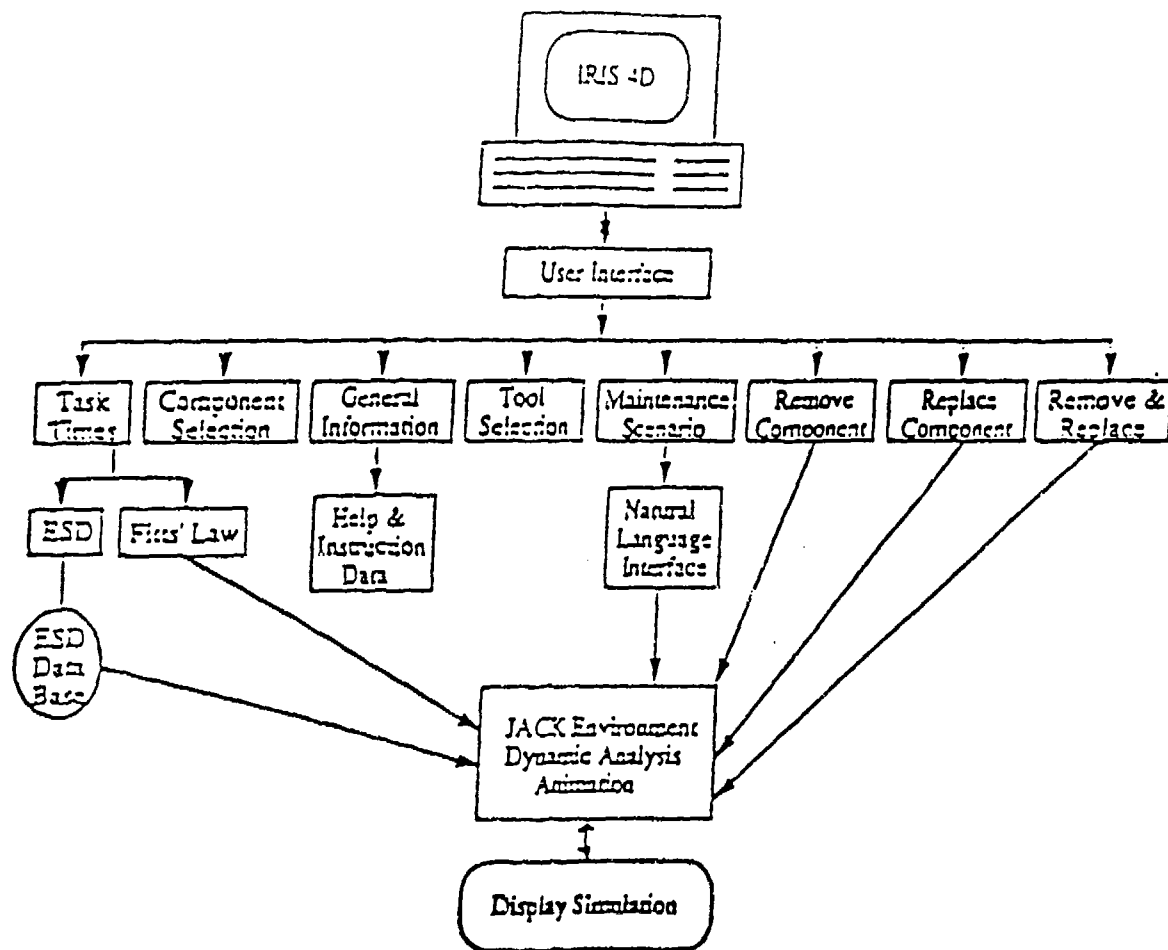 IRIS 4D
User Interface
Task
Times
Component
Selection
General
Information
Tool
Selection
Maintenance
Scenario
Remove
Component
Replace
Component
Remove &
Replace
ESD
Fitts' Law
Help &
Instruction
Data
Natural
Language
Interface
ESD
Data
Base
JACK Environment
Dynamic Analysis
Animation
Display Simulation